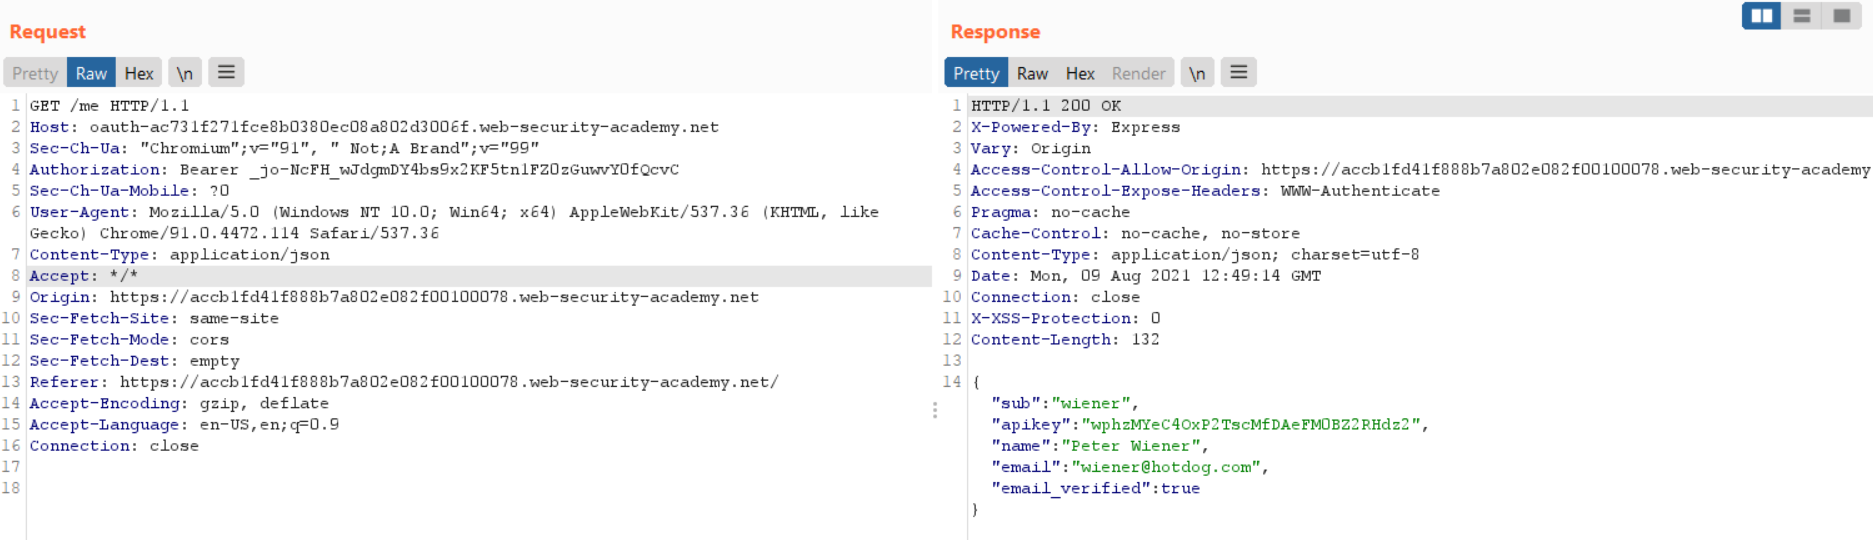 Request
Pretty Raw Hex \n
1 GET /me HTTP/1.1
2 Host: oauth-ac731f271fce8b0380ec08a802d3006f.web-security-academy.net
3 Sec-Ch-Ua: "Chromium";v="91", " Not;A Brand";v="99"
4 Authorization: Bearer _jo-NcFH_wJdgmDY4bs9x2KF5tn1FZ0zGuwvY0fQcvC
5 Sec-Ch-Ua-Mobile: ?0
6 User-Agent: Mozilla/5.0 (Windows NT 10.0; Win64; x64) AppleWebKit/537.36 (KHTML, like
Gecko) Chrome/91.0.4472.114 Safari/537.36
7 Content-Type: application/json
8 Accept: */*
9 Origin: https://accb1fd41f888b7a802e082f00100078.web-security-academy.net
10 Sec-Fetch-Site: same-site
11 Sec-Fetch-Mode: cors
12 Sec-Fetch-Dest: empty
13 Referer: https://accb1fd41f888b7a802e082f00100078.web-security-academy.net/
14 Accept-Encoding: gzip, deflate
15 Accept-Language: en-US,en;q=0.9
16 Connection: close
17
18
Response
Pretty Raw Hex Render \n
1 HTTP/1.1 200 OK
2 X-Powered-By: Express
3 Vary: Origin
4 Access-Control-Allow-Origin: https://accb1fd41f888b7a802e082f00100078.web-security-academy
5 Access-Control-Expose-Headers: WWW-Authenticate
6 Pragma: no-cache
7 Cache-Control: no-cache, no-store
8 Content-Type: application/json; charset=utf-8
9 Date: Mon, 09 Aug 2021 12:49:14 GMT
10 Connection: close
11 X-XSS-Protection: 0
12 Content-Length: 132
13
14 {
"sub":"wiener",
"apikey":"wphzMYeC4OxP2TscMfDAeFM0BZ2RHdz2",
"name":"Peter Wiener",
"email":"wiener@hotdog.com",
"email_verified":true
}